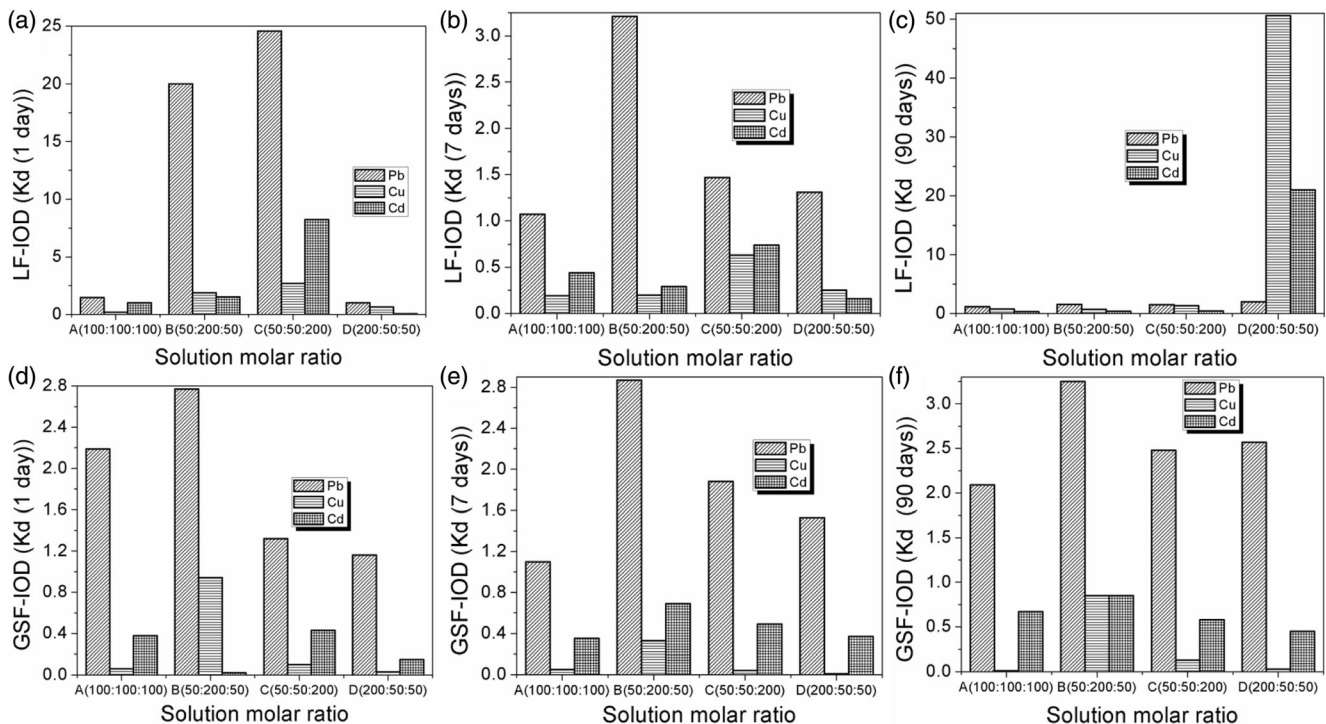 (a)
LF-IOD (Kd (1 day))
25
20
15
10
5
0
Pb
Cu
Cd
A(100:100:100) B(50:200:50) C(50:50:200) D(200:50:50)
Solution molar ratio
(b)
LF-IOD (Kd (7 days))
3.0
2.5
2.0
1.5
1.0
0.5
0.0
Pb
Cu
Cd
A(100:100:100) B(50:200:50) C(50:50:200) D(200:50:50)
Solution molar ratio
(c)
LF-IOD (Kd (90 days))
50
40
30
20
10
0
Pb
Cu
Cd
A(100:100:100) B(50:200:50) C(50:50:200) D(200:50:50)
Solution molar ratio
(d)
GSF-IOD (Kd (1 day))
2.8
2.4
2.0
1.6
1.2
0.8
0.4
0.0
Pb
Cu
Cd
A(100:100:100) B(50:200:50) C(50:50:200) D(200:50:50)
Solution molar ratio
(e)
GSF-IOD (Kd (7 days))
2.8
2.4
2.0
1.6
1.2
0.8
0.4
0.0
Pb
Cu
Cd
A(100:100:100) B(50:200:50) C(50:50:200) D(200:50:50)
Solution molar ratio
(f)
GSF-IOD (Kd (90 days))
3.0
2.5
2.0
1.5
1.0
0.5
0.0
Pb
Cu
Cd
A(100:100:100) B(50:200:50) C(50:50:200) D(200:50:50)
Solution molar ratio